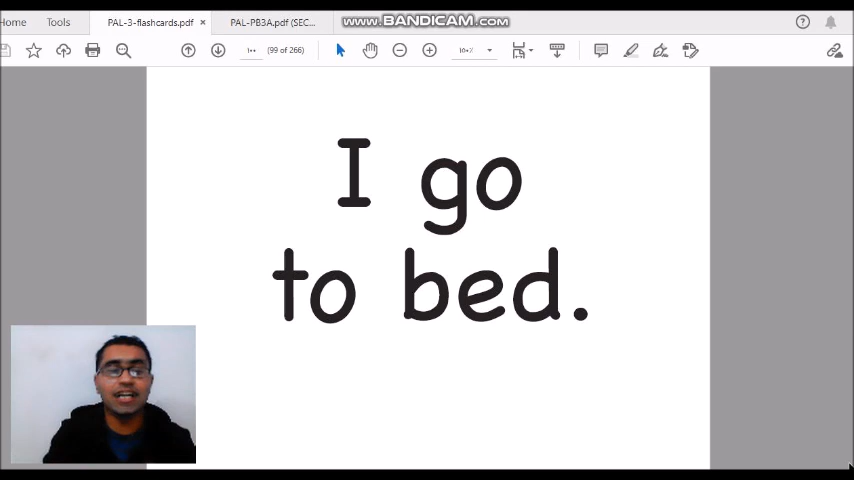 Home Tools PAL-3-flashcards.pdf × PAL-PB3A.pdf (SEC...
www.BANDICAM.com
(99 of 266)
I go
to bed.